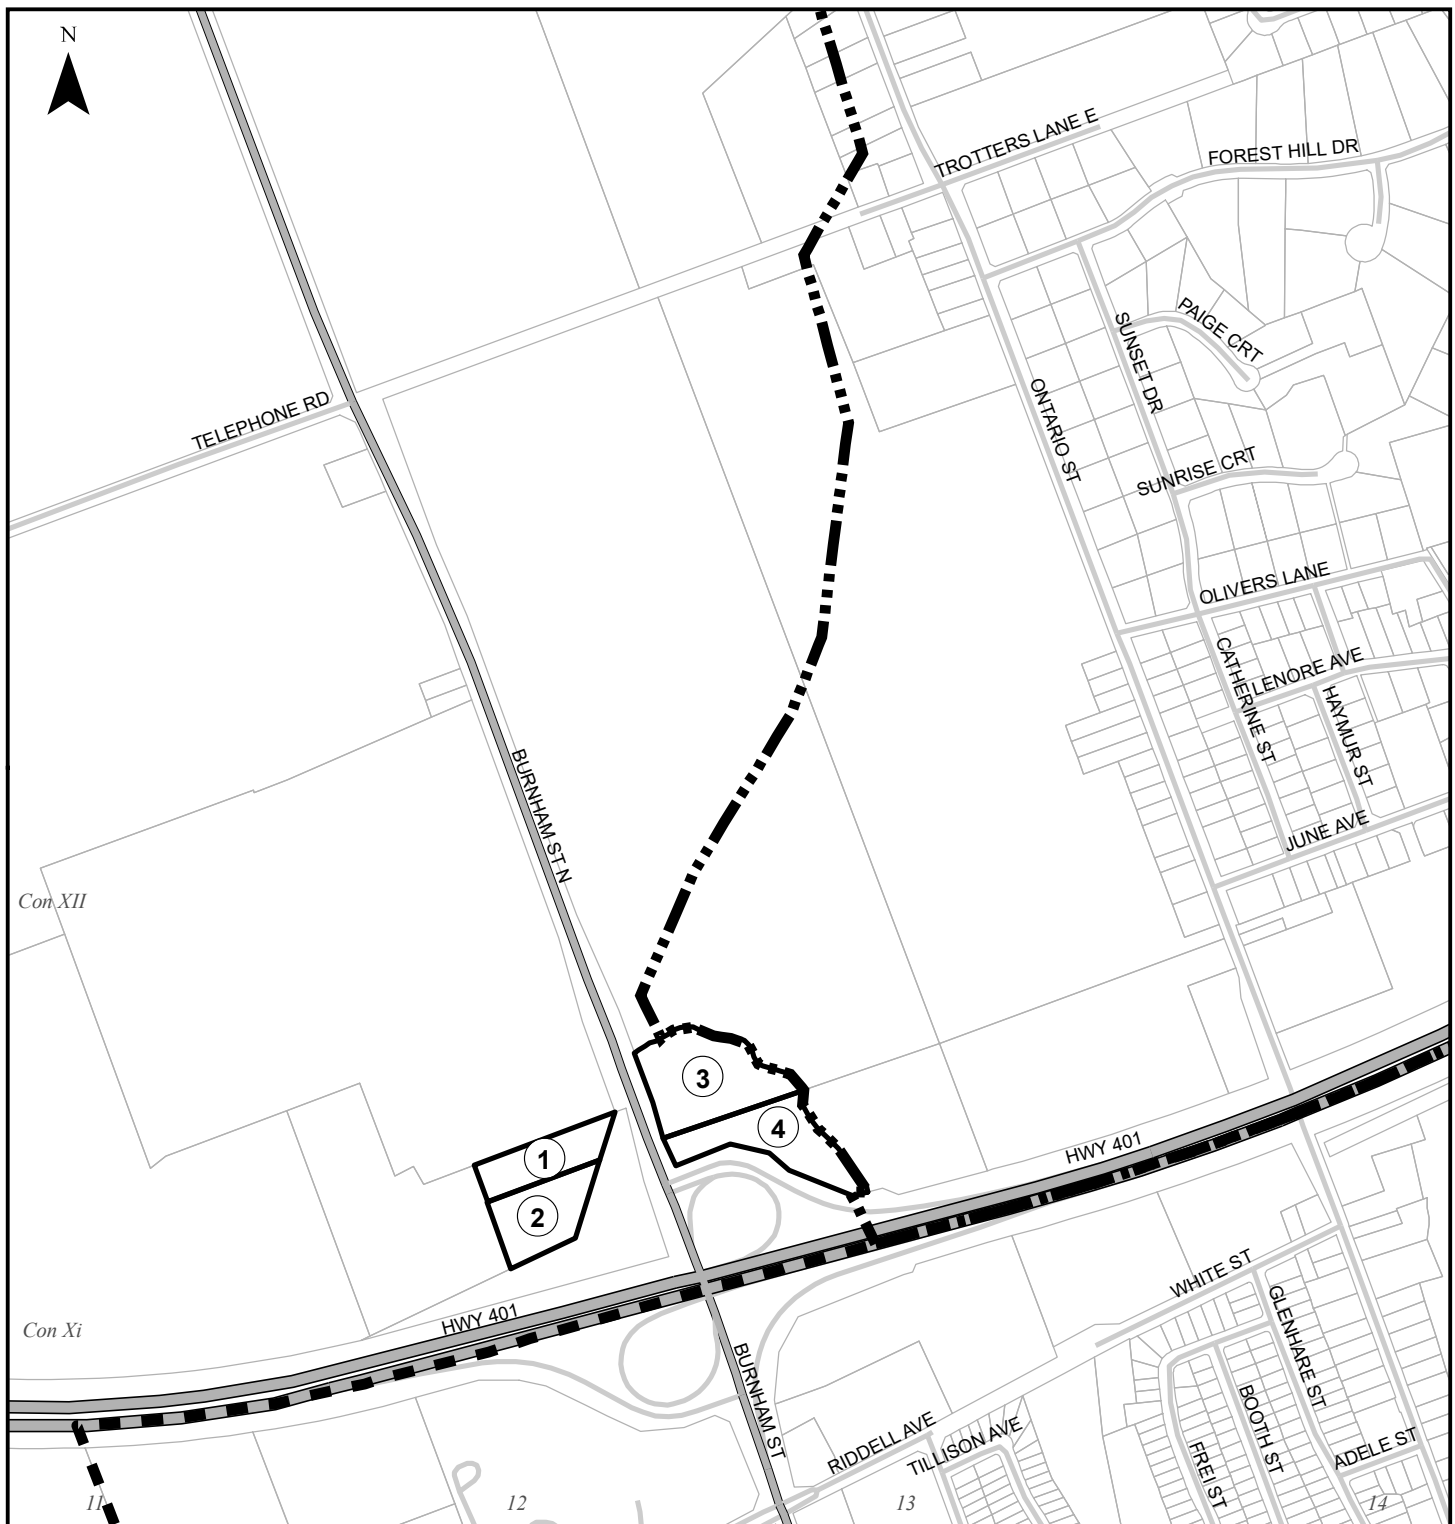 N
TROTTERS LANE E
FOREST HILL DR
PAIGE CRT
SUNSET DR
TELEPHONE RD
ONTARIO ST
SUNRISE CRT
OLIVERS LANE
CATHERINE ST
LENORE AVE
HAYMUR ST
BURNHAM ST N
JUNE AVE
Con XII
3
4
1
2
HWY 401
HWY 401
WHITE ST
GLENHARE ST
Con Xi
BURNHAM ST
BOOTH ST
RIDDELL AVE
TILLISON AVE
FREI ST
ADELE ST
11
12
13
14